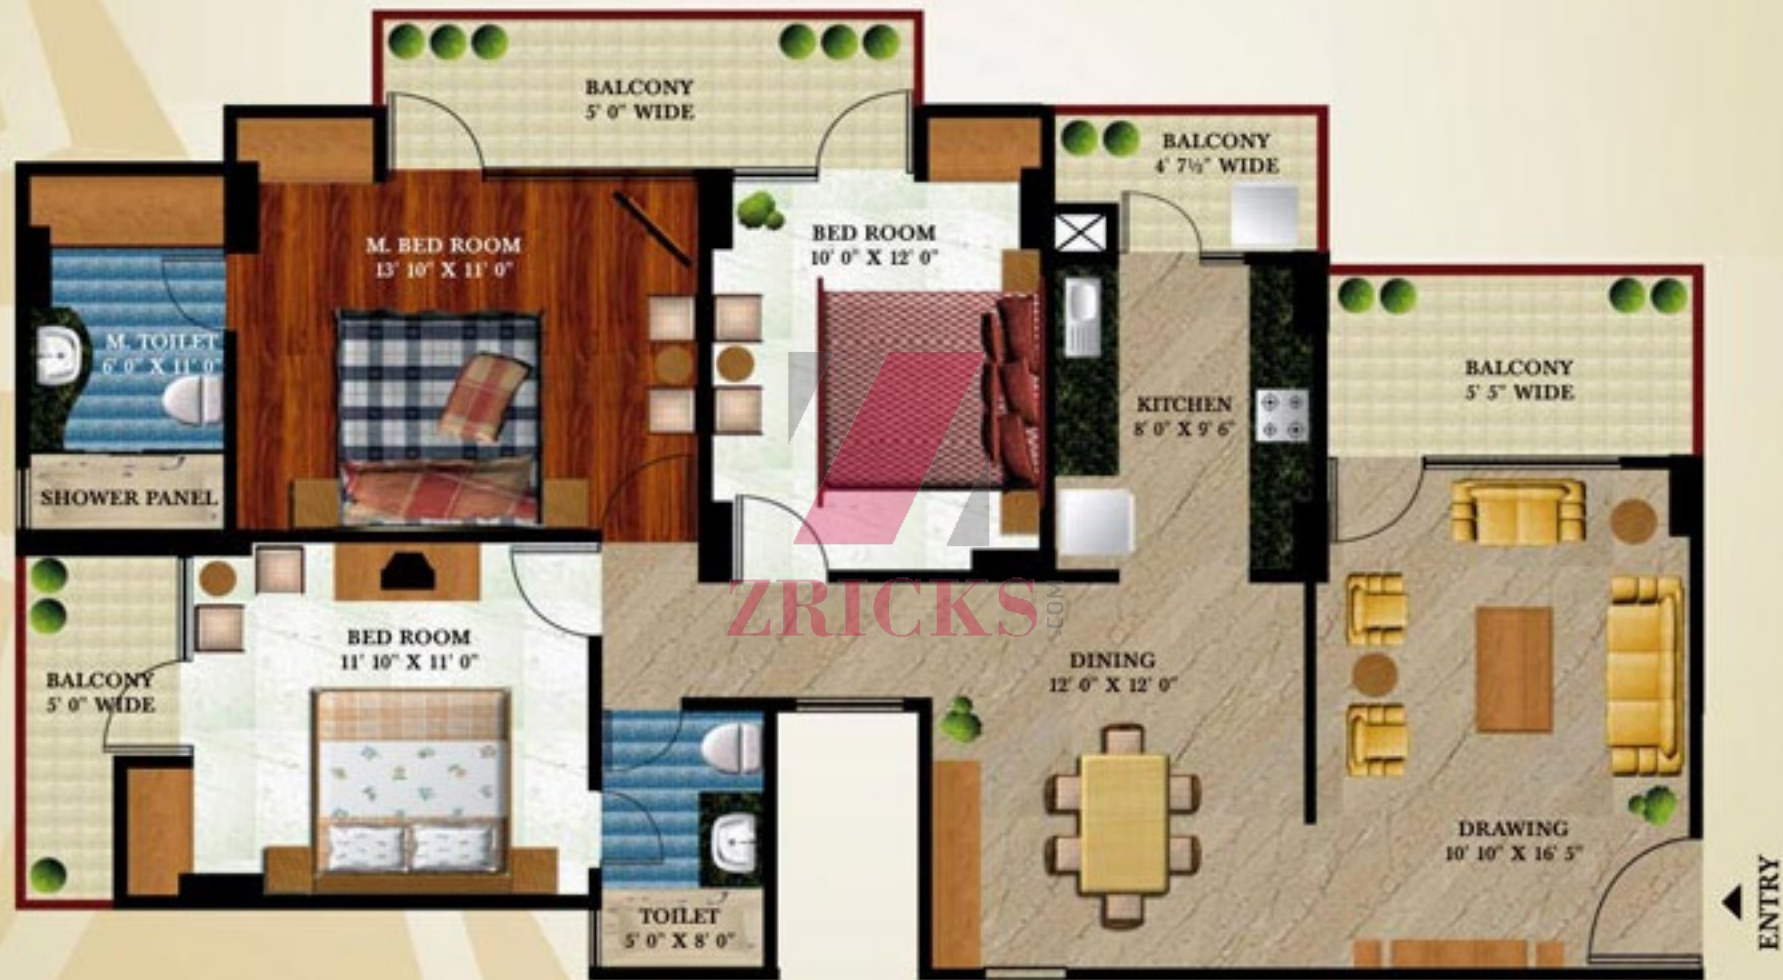 BALCONY
5' 0" WIDE
BALCONY
4' 7½" WIDE
M. BED ROOM
13' 10" X 11' 0"
BED ROOM
10' 0" X 12' 0"
M. TOILET
6' 0" X 11' 0"
BALCONY
5' 5" WIDE
KITCHEN
8' 0" X 9' 6"
SHOWER PANEL
ZRICKS
.COM
BED ROOM
11' 10" X 11' 0"
BALCONY
5' 0" WIDE
DINING
12' 0" X 12' 0"
DRAWING
10' 10" X 16' 5"
ENTRY
TOILET
5' 0" X 8' 0"